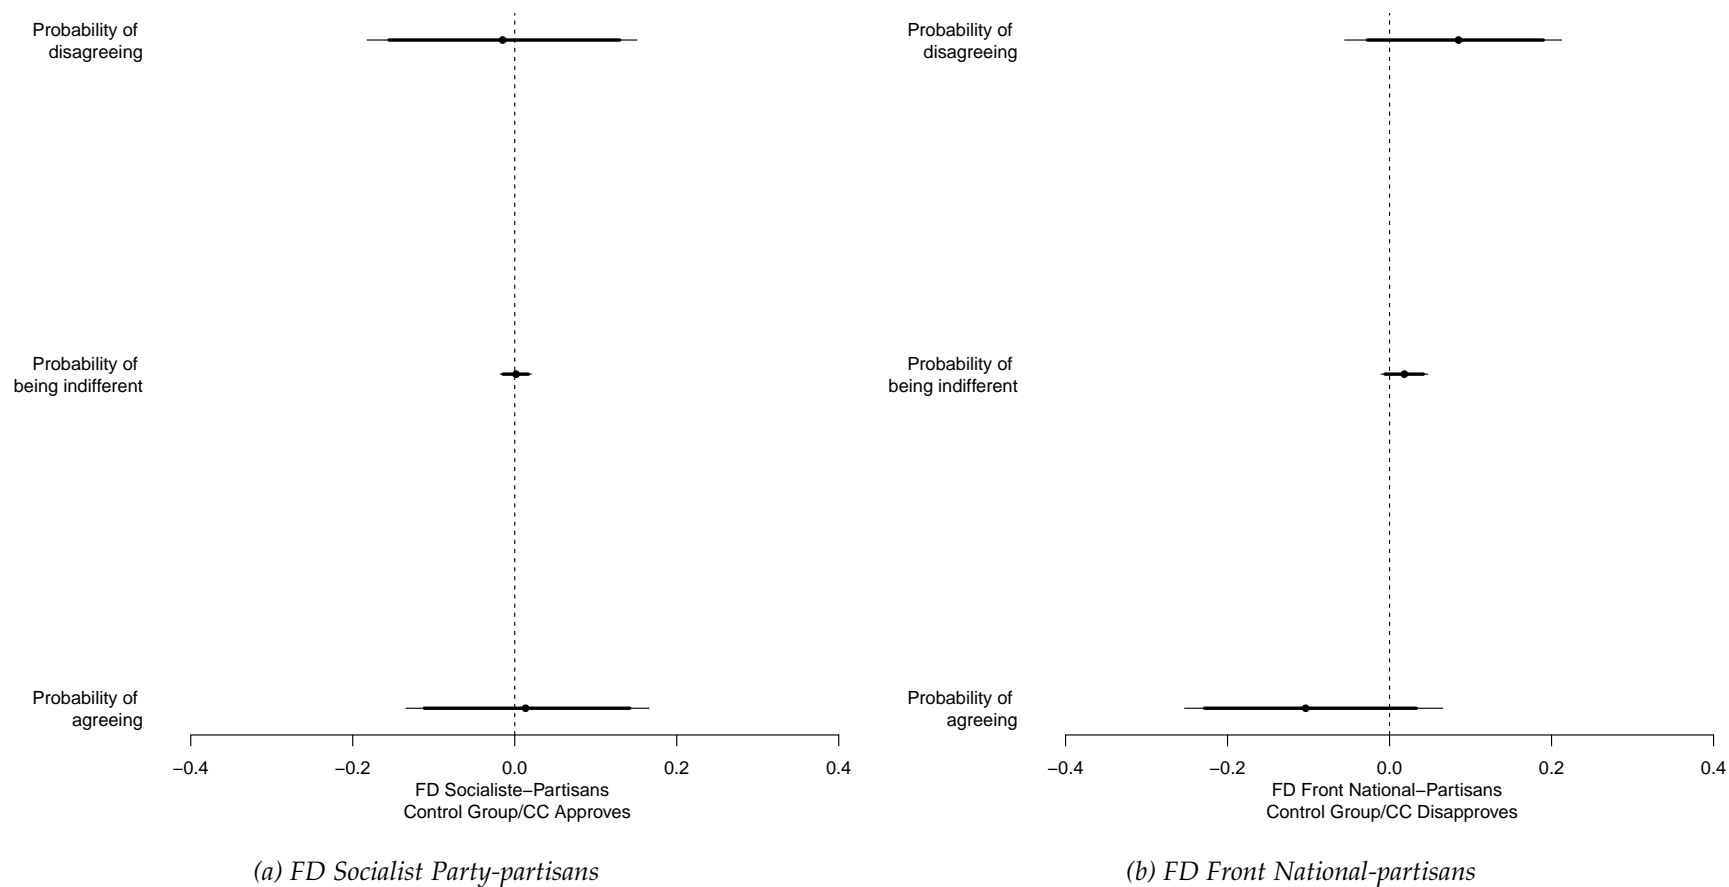 Probability of
disagreeing
Probability of
being indifferent
Probability of
agreeing
−0.4
−0.2
0.0
0.2
0.4
FD Socialiste−Partisans
Control Group/CC Approves
(a) FD Socialist Party-partisans
Probability of
disagreeing
Probability of
being indifferent
Probability of
agreeing
−0.4
−0.2
0.0
0.2
0.4
FD Front National−Partisans
Control Group/CC Disapproves
(b) FD Front National-partisans